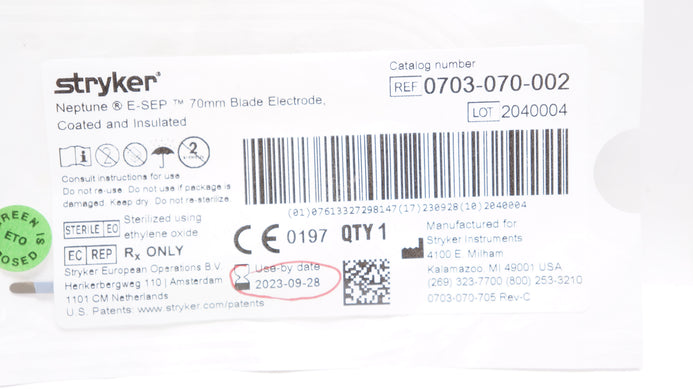 stryker®
Neptune ® E-SEP ™ 70mm Blade Electrode,
Coated and Insulated
Catalog number
REF 0703-070-002
LOT 2040004
2
Consult instructions for use.
Do not re-use. Do not use if package is
damaged. Keep dry. Do not re-sterilize.
(01)07613327298147(17)230928(10)2040004
STERILE EO Sterilized using
ethylene oxide
EC REP Rx ONLY
Stryker European Operations B.V.
Herikerbergweg 110 | Amsterdam
1101 CM Netherlands
U.S. Patents: www.stryker.com/patents
CE 0197 QTY 1
Use-by date
2023-09-28
Manufactured for
Stryker Instruments
4100 E. Milham
Kalamazoo, MI 49001 USA
(269) 323-7700 (800) 253-3210
0703-070-705 Rev-C
IS
ETO